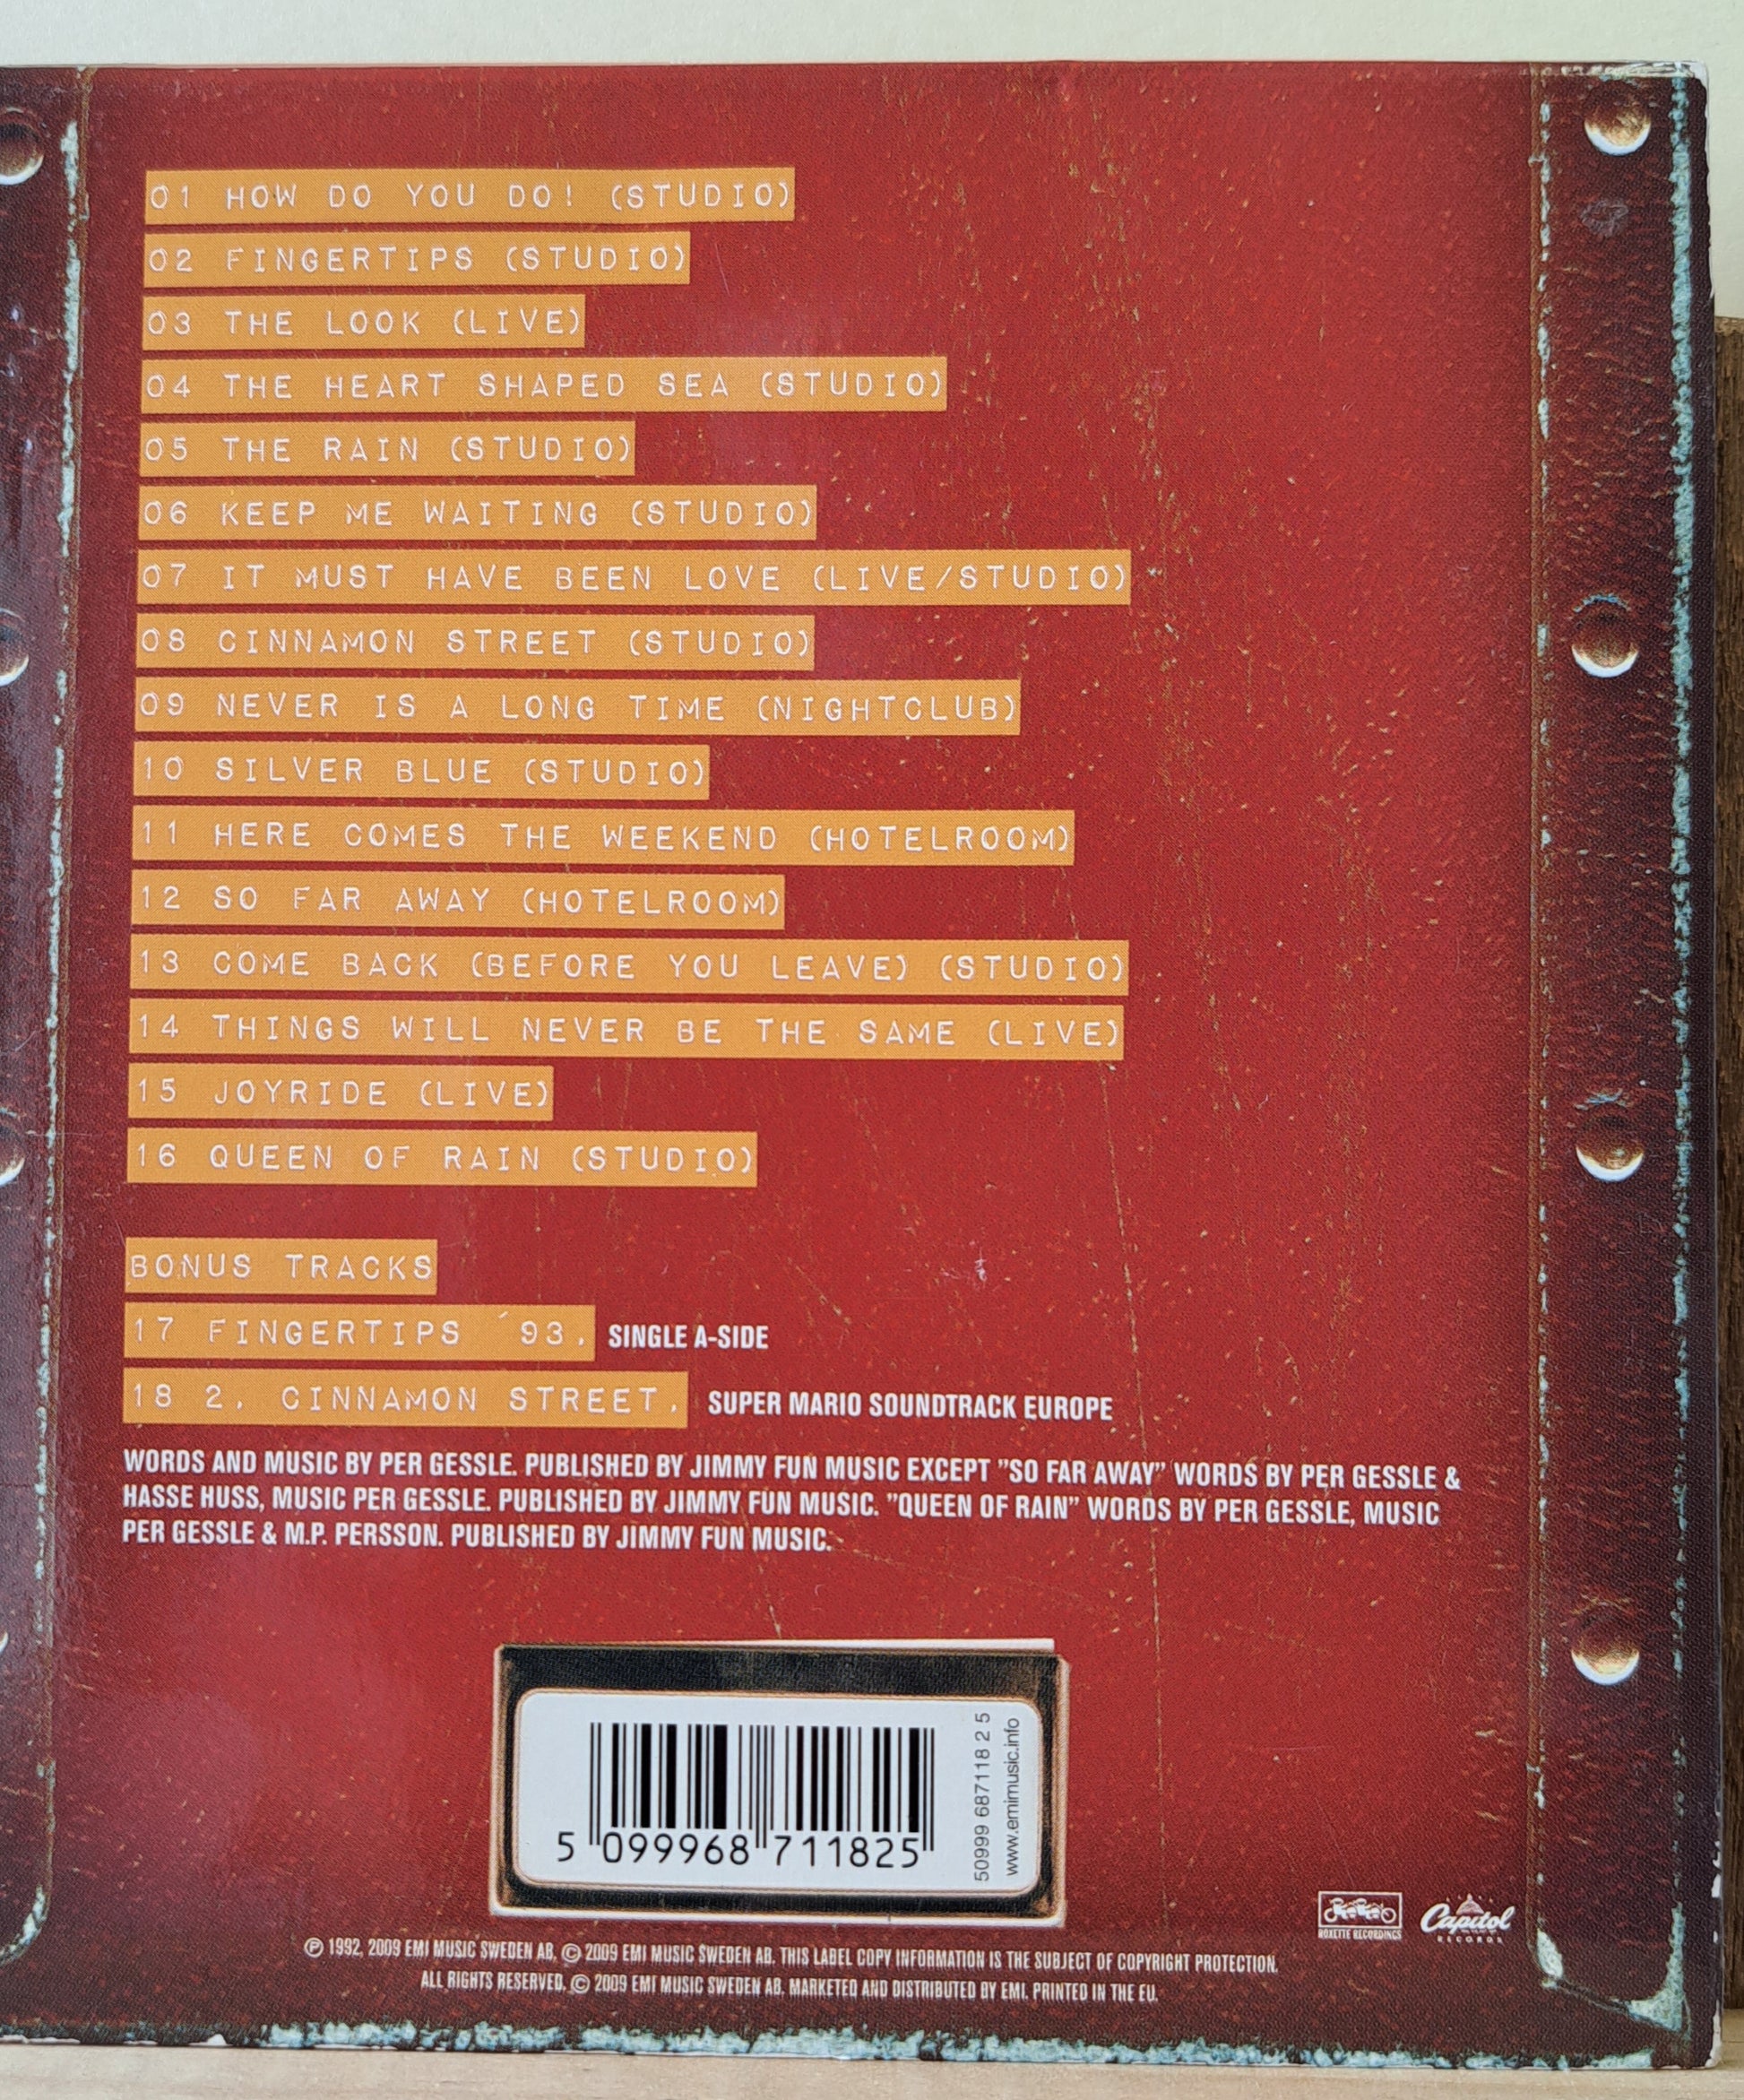 01 HOW DO YOU DO! (STUDIO)
02 FINGERTIPS (STUDIO)
03 THE LOOK (LIVE)
04 THE HEART SHAPED SEA (STUDIO)
05 THE RAIN (STUDIO)
06 KEEP ME WAITING (STUDIO)
07 IT MUST HAVE BEEN LOVE (LIVE/STUDIO)
08 CINNAMON STREET (STUDIO)
09 NEVER IS A LONG TIME (NIGHTCLUB)
10 SILVER BLUE (STUDIO)
11 HERE COMES THE WEEKEND (HOTELROOM)
12 SO FAR AWAY (HOTELROOM)
13 COME BACK (BEFORE YOU LEAVE) (STUDIO)
14 THINGS WILL NEVER BE THE SAME (LIVE)
15 JOYRIDE (LIVE)
16 QUEEN OF RAIN (STUDIO)
BONUS TRACKS
17 FINGERTIPS ´93, SINGLE A-SIDE
18 2. CINNAMON STREET, SUPER MARIO SOUNDTRACK EUROPE
WORDS AND MUSIC BY PER GESSLE. PUBLISHED BY JIMMY FUN MUSIC EXCEPT ”SO FAR AWAY” WORDS BY PER GESSLE &
HASSE HUSS, MUSIC PER GESSLE. PUBLISHED BY JIMMY FUN MUSIC. ”QUEEN OF RAIN” WORDS BY PER GESSLE, MUSIC
PER GESSLE & M.P. PERSSON. PUBLISHED BY JIMMY FUN MUSIC.
5 099968 711825
50999 687118 2 5
www.emimusic.info
ROXETTE RECORDINGS
Capitol
RECORDS
℗ 1992, 2009 EMI MUSIC SWEDEN AB. © 2009 EMI MUSIC SWEDEN AB. THIS LABEL COPY INFORMATION IS THE SUBJECT OF COPYRIGHT PROTECTION.
ALL RIGHTS RESERVED. © 2009 EMI MUSIC SWEDEN AB. MARKETED AND DISTRIBUTED BY EMI. PRINTED IN THE EU.